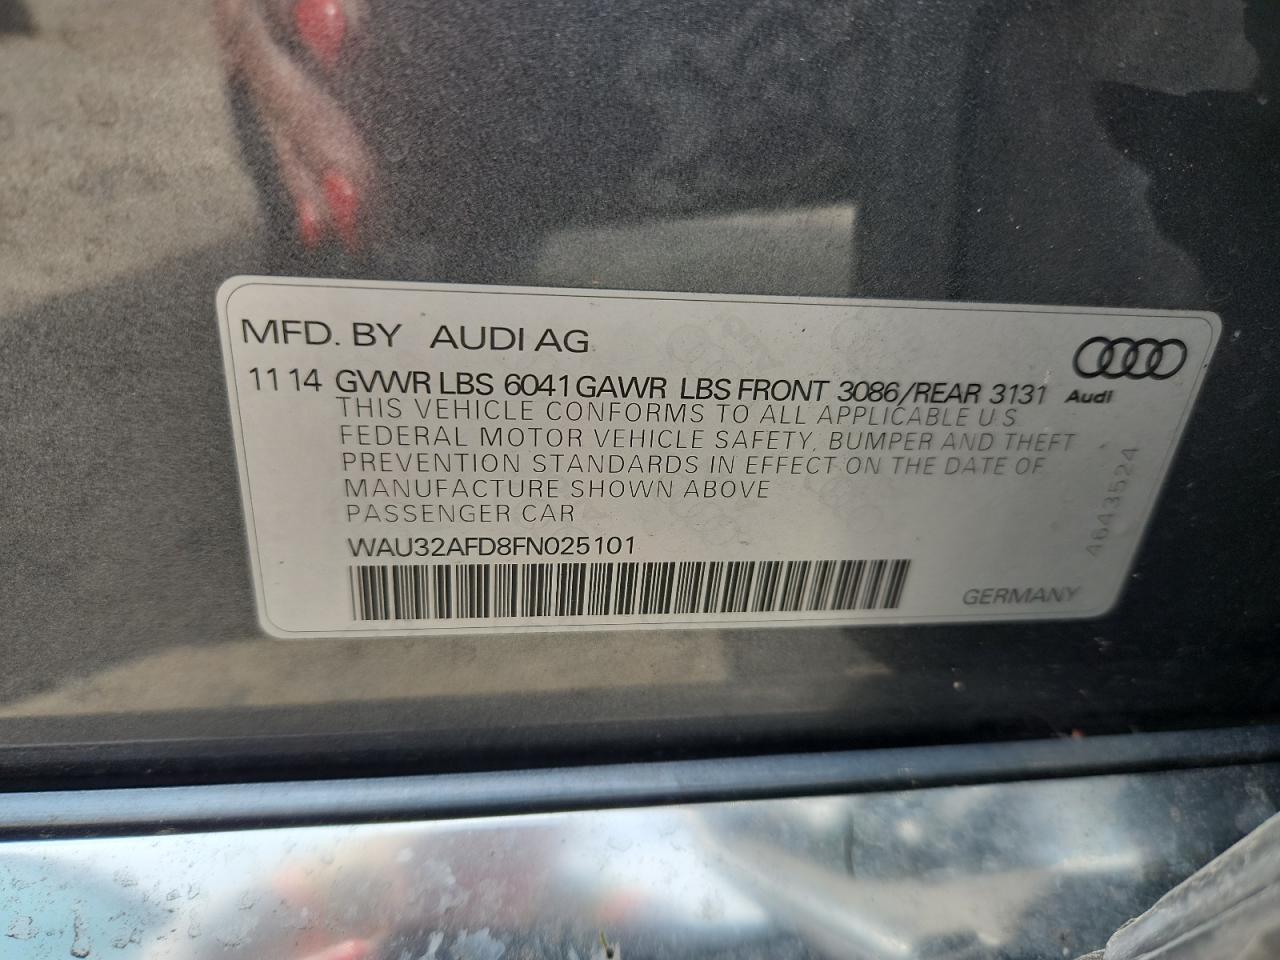 MFD. BY AUDI AG
11 14 GVWR LBS 6041 GAWR LBS FRONT 3086/REAR 3131
Audi
THIS VEHICLE CONFORMS TO ALL APPLICABLE U.S.
FEDERAL MOTOR VEHICLE SAFETY, BUMPER AND THEFT
PREVENTION STANDARDS IN EFFECT ON THE DATE OF
MANUFACTURE SHOWN ABOVE
PASSENGER CAR
WAU32AFD8FN025101
GERMANY
4643524